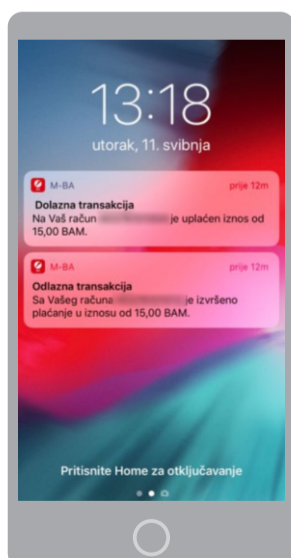 13:18
utorak, 11. svibnja
M-BA prije 12m
Dolazna transakcija
Na Vaš račun je uplaćen iznos od
15,00 BAM.
M-BA prije 12m
Odlazna transakcija
Sa Vašeg računa je izvršeno
plaćanje u iznosu od 15,00 BAM.
Pritisnite Home za otključavanje